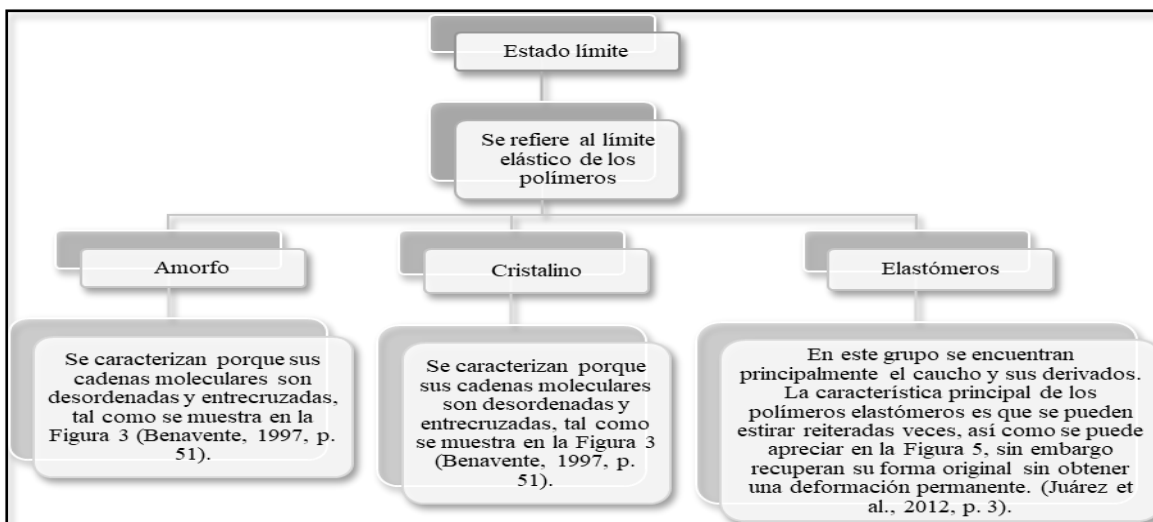 Estado límite
Se refiere al límite
elástico de los
polímeros
Amorfo
Se caracterizan porque sus
cadenas moleculares son
desordenadas y entrecruzadas,
tal como se muestra en la
Figura 3 (Benavente, 1997, p.
51).
Cristalino
Se caracterizan porque
sus cadenas moleculares
son desordenadas y
entrecruzadas, tal como
se muestra en la Figura 3
(Benavente, 1997, p.
51).
Elastómeros
En este grupo se encuentran
principalmente el caucho y sus derivados.
La característica principal de los
polímeros elastómeros es que se pueden
estirar reiteradas veces, así como se puede
apreciar en la Figura 5, sin embargo
recuperan su forma original sin obtener
una deformación permanente. (Juárez et
al., 2012, p. 3).